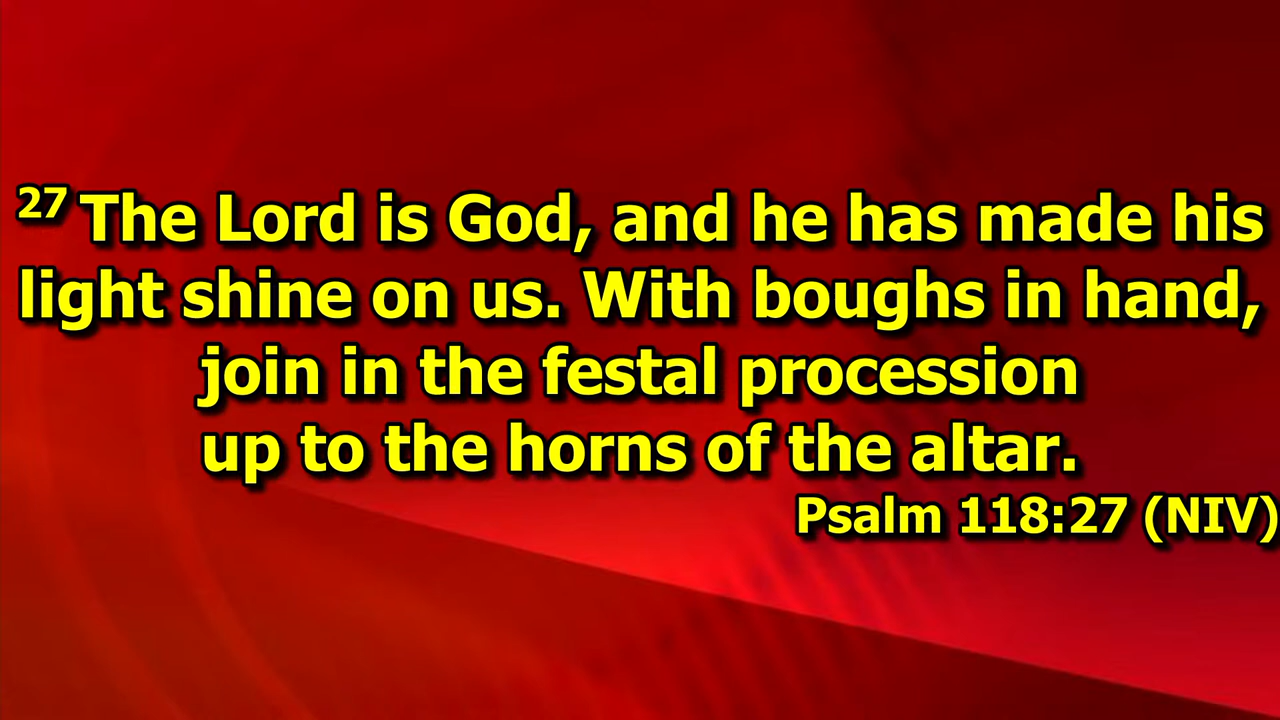 27 The Lord is God, and he has made his
light shine on us. With boughs in hand,
join in the festal procession
up to the horns of the altar.
Psalm 118:27 (NIV)